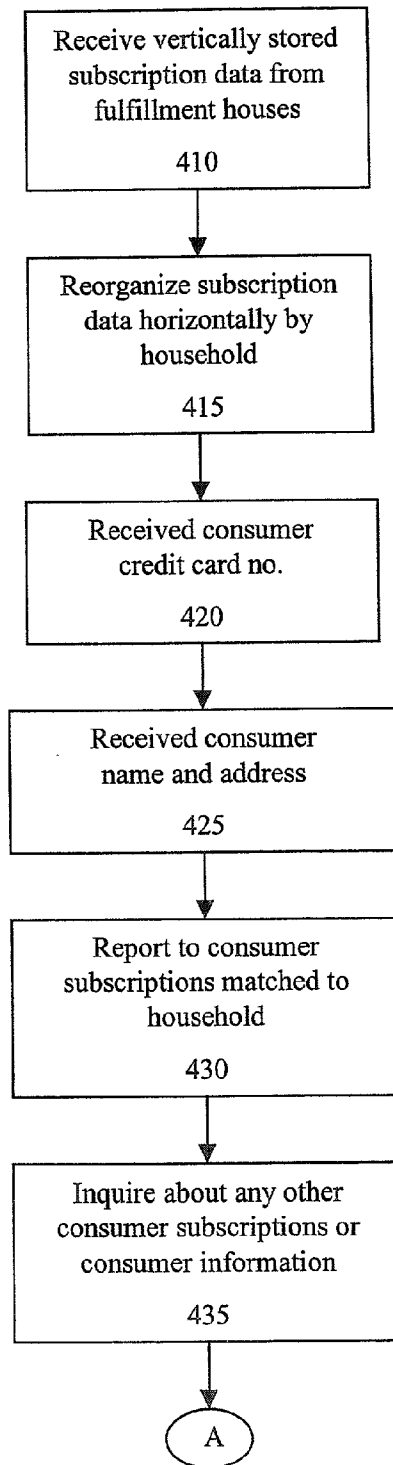 Receive vertically stored
subscription data from
fulfillment houses
410
Reorganize subscription
data horizontally by
household
415
Received consumer
credit card no.
420
Received consumer
name and address
425
Report to consumer
subscriptions matched to
household
430
Inquire about any other
consumer subscriptions or
consumer information
435
A